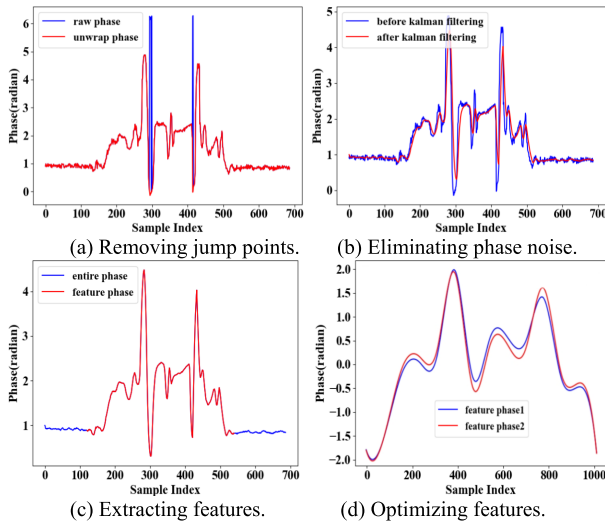 raw phase
unwrap phase
Phase(radian)
6
5
4
3
2
1
0
0 100 200 300 400 500 600 700
Sample Index
(a) Removing jump points.
before kalman filtering
after kalman filtering
Phase(radian)
5
4
3
2
1
0
0 100 200 300 400 500 600 700
Sample Index
(b) Eliminating phase noise.
entire phase
feature phase
Phase(radian)
4
3
2
1
0 100 200 300 400 500 600 700
Sample Index
(c) Extracting features.
Phase(radian)
2.0
1.5
1.0
0.5
0.0
−0.5
−1.0
−1.5
−2.0
feature phase1
feature phase2
0 200 400 600 800 1000
Sample Index
(d) Optimizing features.